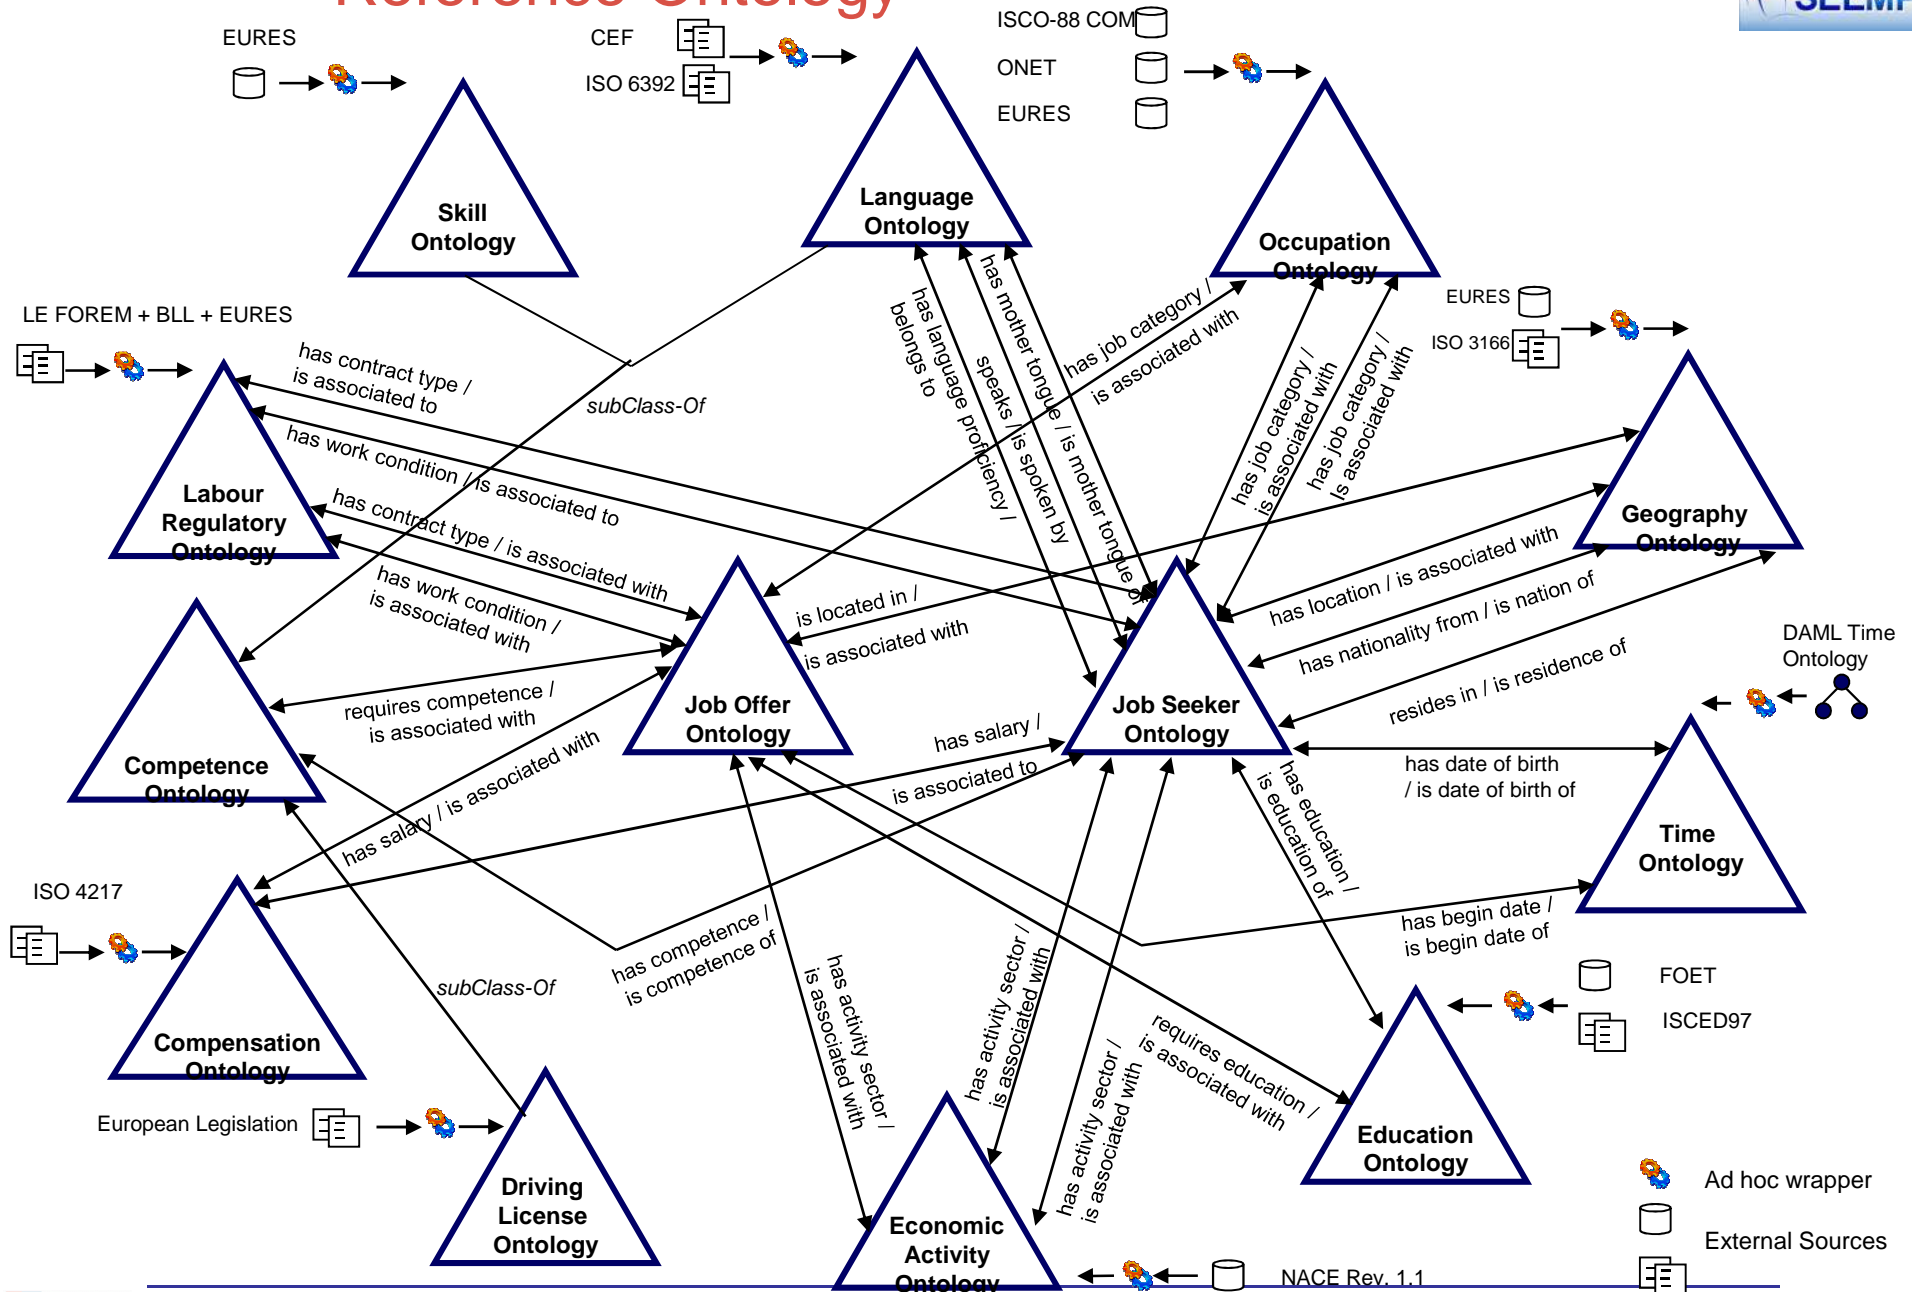 Reference Ontology
SEEMP
EURES
CEF
ISO 6392
ISCO-88 COM
ONET
EURES
Skill
Ontology
Language
Ontology
Occupation
Ontology
EURES
ISO 3166
LE FOREM + BLL + EURES
has contract type /
is associated to
subClass-Of
has work condition / is associated to
has language proficiency /
belongs to
speaks / is spoken by
has mother tongue / is mother tongue of
has job category /
is associated with
has job category /
is associated with
has job category /
Is associated with
Labour
Regulatory
Ontology
has contract type / is associated with
has work condition /
is associated with
Geography
Ontology
has location / is associated with
has nationality from / is nation of
resides in / is residence of
is located in /
is associated with
DAML Time
Ontology
requires competence /
is associated with
Job Offer
Ontology
Job Seeker
Ontology
has salary /
is associated to
has date of birth
/ is date of birth of
Competence
Ontology
has salary / is associated with
has education /
is education of
Time
Ontology
ISO 4217
has competence /
is competence of
has begin date /
is begin date of
subClass-Of
has activity sector /
is associated with
has activity sector /
is associated with
has activity sector /
is associated with
requires education /
is associated with
FOET
ISCED97
Compensation
Ontology
European Legislation
Driving
License
Ontology
Economic
Activity
Ontology
Education
Ontology
Ad hoc wrapper
External Sources
NACE Rev. 1.1